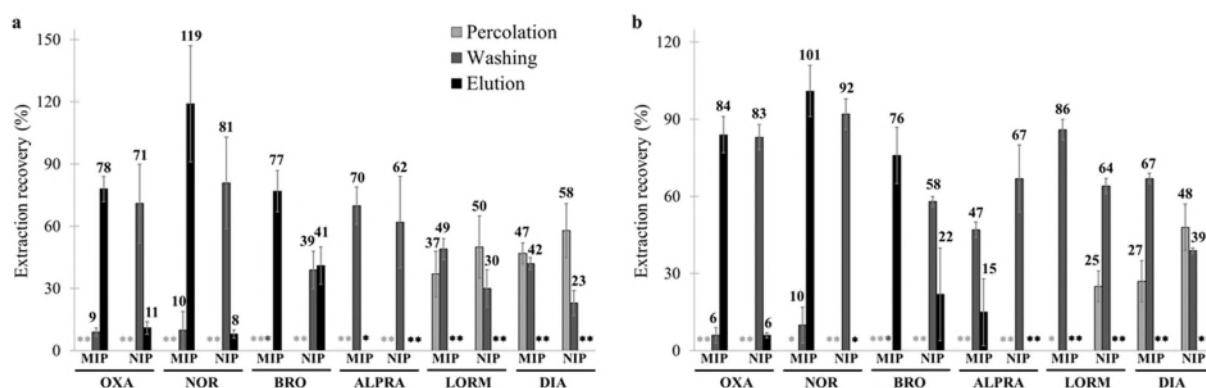 a
Extraction recovery (%)
150
120
90
60
30
0
Percolation
Washing
Elution
** 9 78 ** 71 11
** 10 119 ** 81 8
*** 77 39 41
** 70 * ** 62 **
37 49 ** 50 30 **
47 42 ** 58 23 **
MIP NIP MIP NIP MIP NIP MIP NIP MIP NIP MIP NIP
OXA NOR BRO ALPRA LORM DIA
b
Extraction recovery (%)
120
90
60
30
0
** 6 84 ** 83 6
* 10 101 ** 92 *
*** 76 58 22
** 47 15 ** 67 **
* 86 ** 25 64 **
27 67 ** 48 39 *
MIP NIP MIP NIP MIP NIP MIP NIP MIP NIP MIP NIP
OXA NOR BRO ALPRA LORM DIA